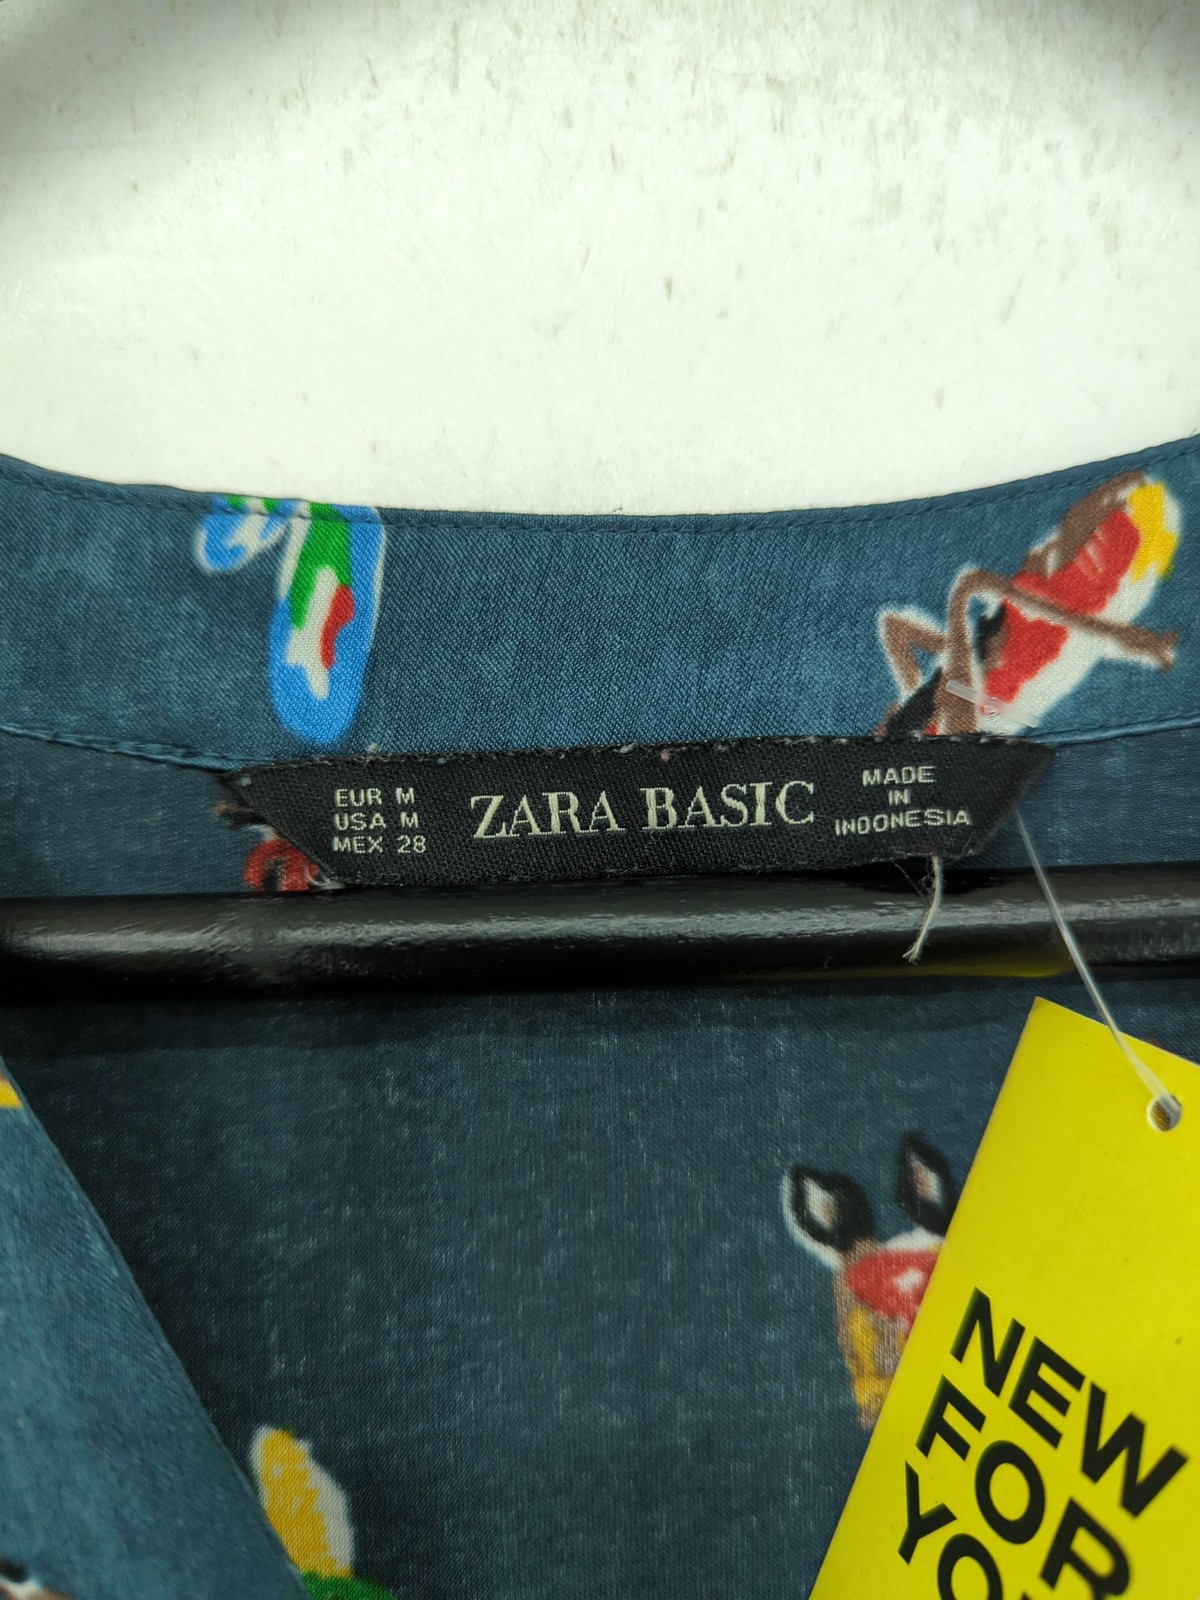 EUR M
USA M
MEX 28
ZARA BASIC
MADE
IN
INDONESIA
NEW
FOR